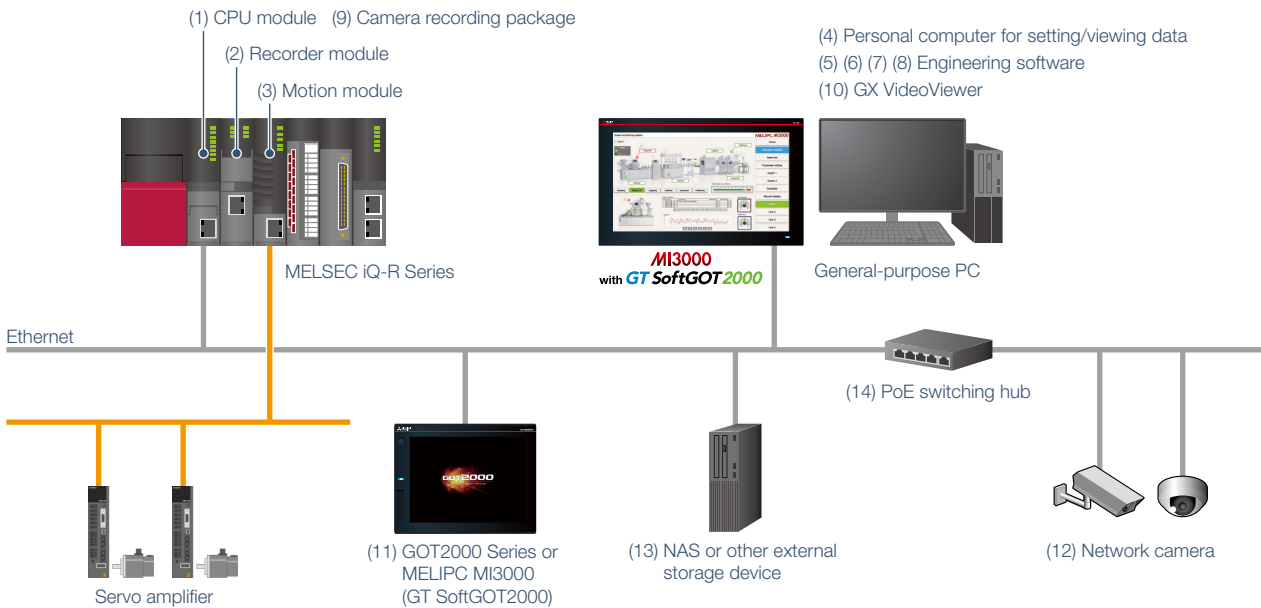 (1) CPU module (9) Camera recording package
(2) Recorder module
(3) Motion module
(4) Personal computer for setting/viewing data
(5) (6) (7) (8) Engineering software
(10) GX VideoViewer
MELSEC iQ-R Series
MELIPC MI3000
MI3000
with GT SoftGOT2000
General-purpose PC
Ethernet
(14) PoE switching hub
GOT2000
(11) GOT2000 Series or
MELIPC MI3000
(GT SoftGOT2000)
(13) NAS or other external
storage device
(12) Network camera
Servo amplifier